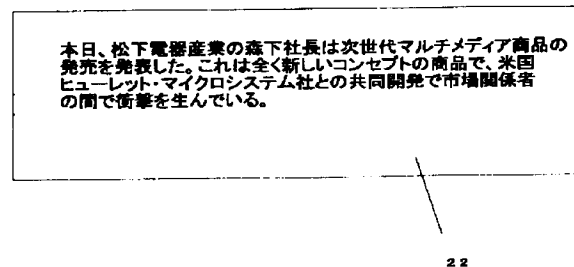 本日、松下電器産業の森下社長は次世代マルチメディア商品の
発売を発表した。これは全く新しいコンセプトの商品で、米国
ヒューレット・マイクロシステム社との共同開発で市場関係者
の間で衝撃を生んでいる。
22